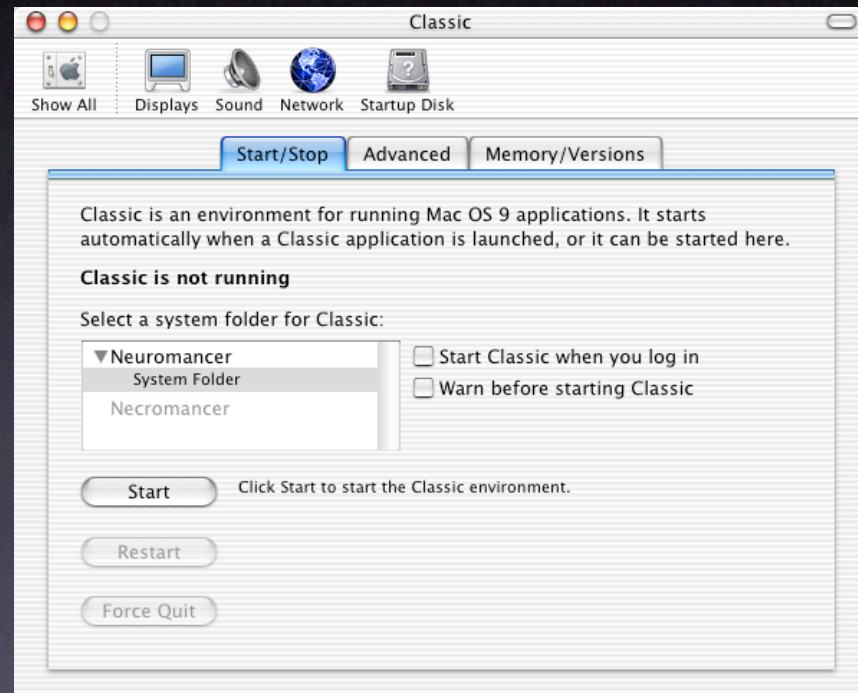 Classic
Show All Displays Sound Network Startup Disk
Start/Stop Advanced Memory/Versions
Classic is an environment for running Mac OS 9 applications. It starts
automatically when a Classic application is launched, or it can be started here.
Classic is not running
Select a system folder for Classic:
Neuromancer
System Folder
Necromancer
Start Classic when you log in
Warn before starting Classic
Start Click Start to start the Classic environment.
Restart
Force Quit